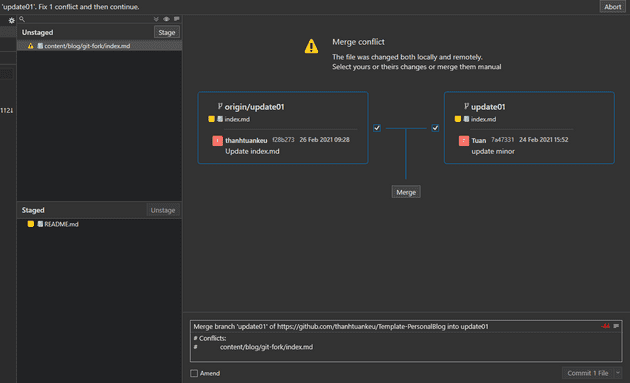 'update01'. Fix 1 conflict and then continue.
Abort
Unstaged
Stage
content/blog/git-fork/index.md
Merge conflict
The file was changed both locally and remotely.
Select yours or theirs changes or merge them manual
origin/update01
index.md
thanhtuankeu f28b273 26 Feb 2021 09:28
Update index.md
update01
index.md
Tuan 7a47331 24 Feb 2021 15:52
update minor
Merge
Staged
Unstage
README.md
Merge branch 'update01' of https://github.com/thanhtuankeu/Template-PersonalBlog into update01
# Conflicts:
# content/blog/git-fork/index.md
Amend
Commit 1 File